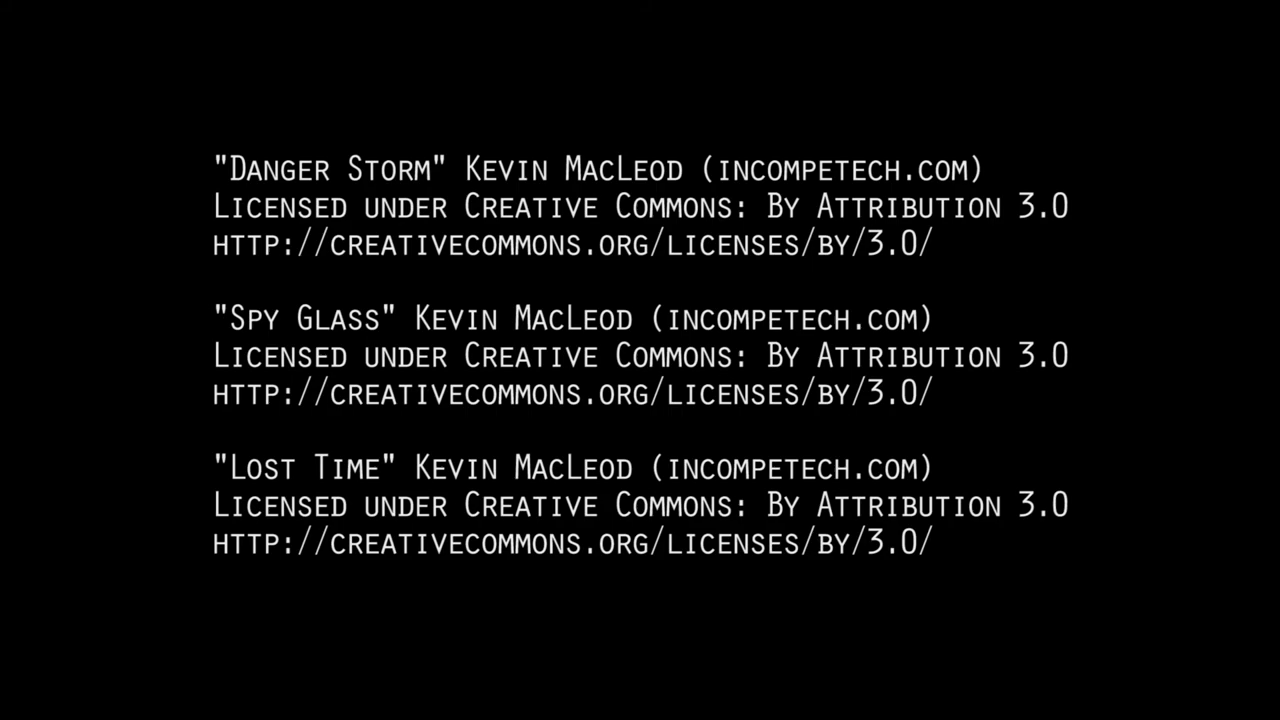 "Danger Storm" Kevin MacLeod (incompetech.com)
Licensed under Creative Commons: By Attribution 3.0
http://creativecommons.org/licenses/by/3.0/
"Spy Glass" Kevin MacLeod (incompetech.com)
Licensed under Creative Commons: By Attribution 3.0
http://creativecommons.org/licenses/by/3.0/
"Lost Time" Kevin MacLeod (incompetech.com)
Licensed under Creative Commons: By Attribution 3.0
http://creativecommons.org/licenses/by/3.0/